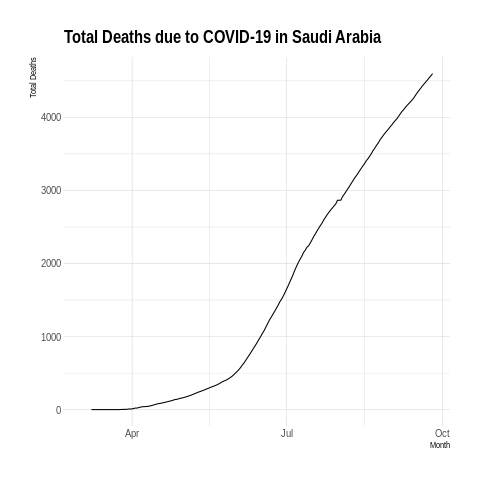 Total Deaths due to COVID-19 in Saudi Arabia
Total Deaths
4000
3000
2000
1000
0
Apr
Jul
Oct
Month